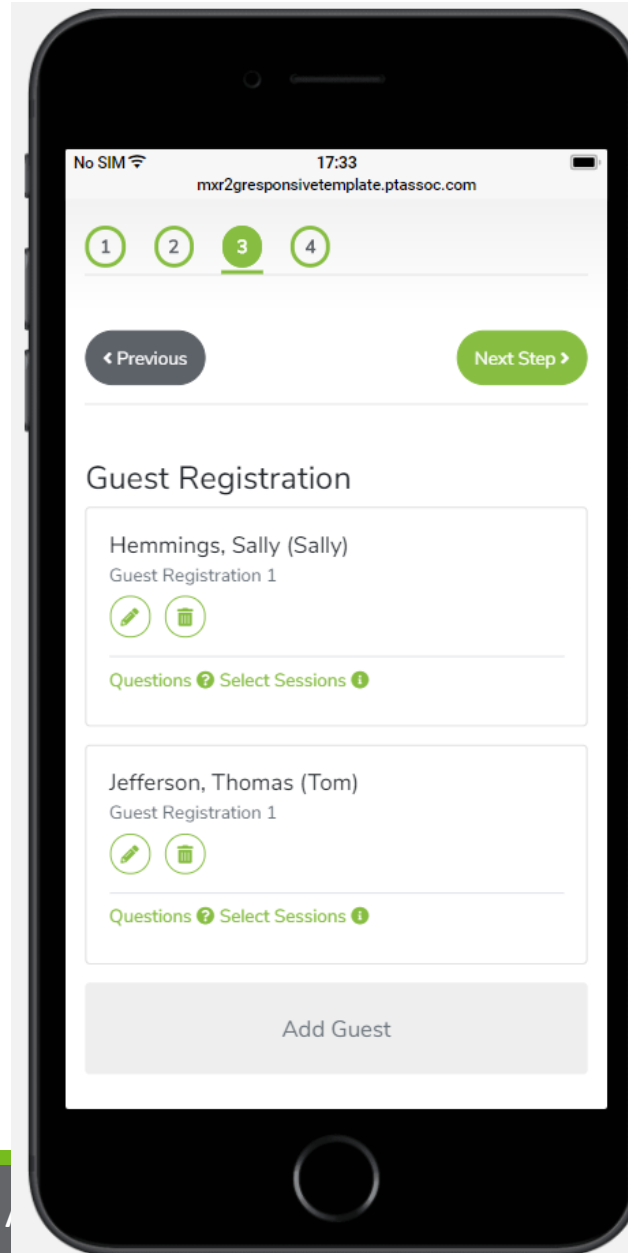 No SIM 17:33
mxr2gresponsivetemplate.ptassoc.com
1 2 3 4
Previous Next Step
Guest Registration
Hemmings, Sally (Sally)
Guest Registration 1
Questions ? Select Sessions i
Jefferson, Thomas (Tom)
Guest Registration 1
Questions ? Select Sessions i
Add Guest